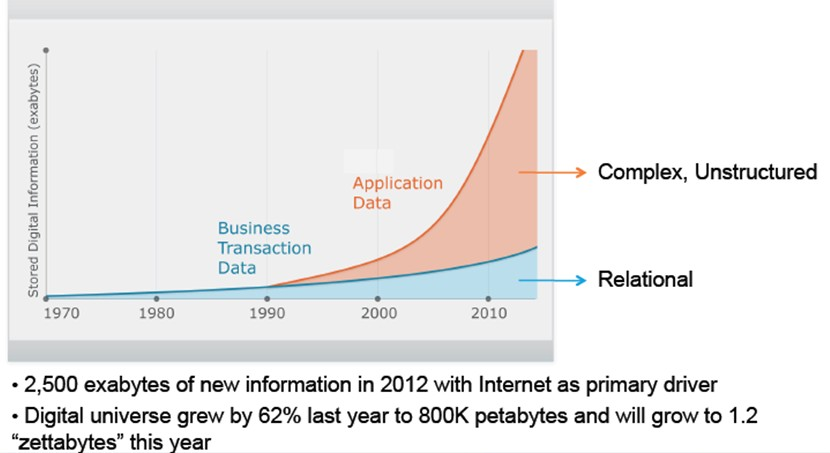 Stored Digital Information (exabytes)
Application
Data
Business
Transaction
Data
Complex, Unstructured
Relational
1970 1980 1990 2000 2010
• 2,500 exabytes of new information in 2012 with Internet as primary driver
• Digital universe grew by 62% last year to 800K petabytes and will grow to 1.2
“zettabytes” this year